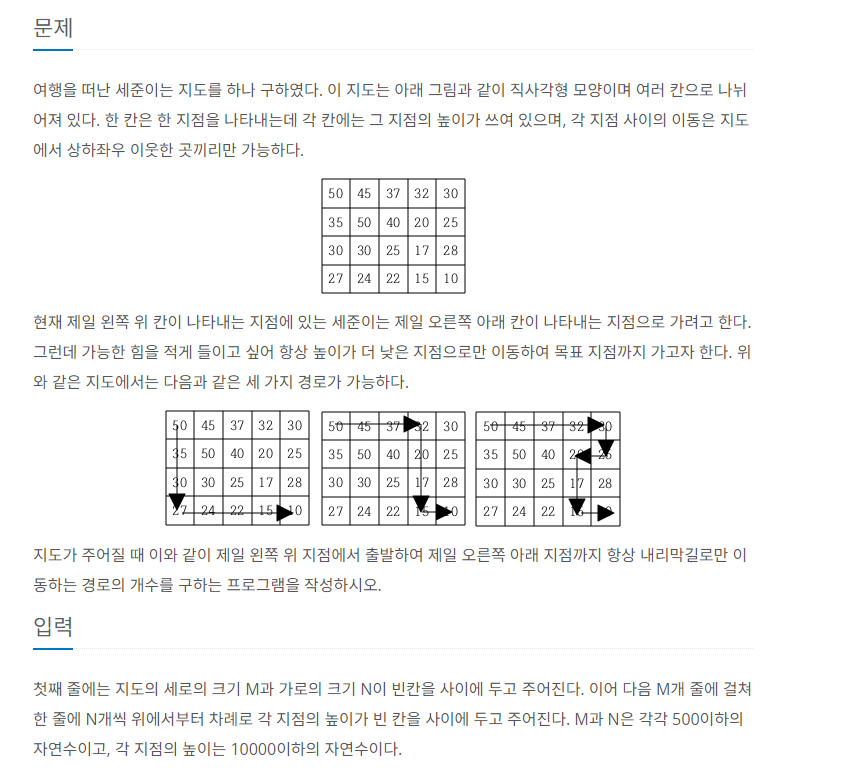 문제
여행을 떠난 세준이는 지도를 하나 구하였다. 이 지도는 아래 그림과 같이 직사각형 모양이며 여러 칸으로 나뉘
어져 있다. 한 칸은 한 지점을 나타내는데 각 칸에는 그 지점의 높이가 쓰여 있으며, 각 지점 사이의 이동은 지도
에서 상하좌우 이웃한 곳끼리만 가능하다.
50 45 37 32 30
35 50 40 20 25
30 30 25 17 28
27 24 22 15 10
현재 제일 왼쪽 위 칸이 나타내는 지점에 있는 세준이는 제일 오른쪽 아래 칸이 나타내는 지점으로 가려고 한다.
그런데 가능한 힘을 적게 들이고 싶어 항상 높이가 더 낮은 지점으로만 이동하여 목표 지점까지 가고자 한다. 위
와 같은 지도에서는 다음과 같은 세 가지 경로가 가능하다.
50 45 37 32 30 50 45 37 32 30 50 45 37 32 30
35 50 40 20 25 35 50 40 20 25 35 50 40 20 25
30 30 25 17 28 30 30 25 17 28 30 30 25 17 28
27 24 22 15 10 27 24 22 15 10 27 24 22 15
지도가 주어질 때 이와 같이 제일 왼쪽 위 지점에서 출발하여 제일 오른쪽 아래 지점까지 항상 내리막길로만 이
동하는 경로의 개수를 구하는 프로그램을 작성하시오.
입력
첫째 줄에는 지도의 세로의 크기 M과 가로의 크기 N이 빈칸을 사이에 두고 주어진다. 이어 다음 M개 줄에 걸쳐
한 줄에 N개씩 위에서부터 차례로 각 지점의 높이가 빈 칸을 사이에 두고 주어진다. M과 N은 각각 500이하의
자연수이고, 각 지점의 높이는 10000이하의 자연수이다.